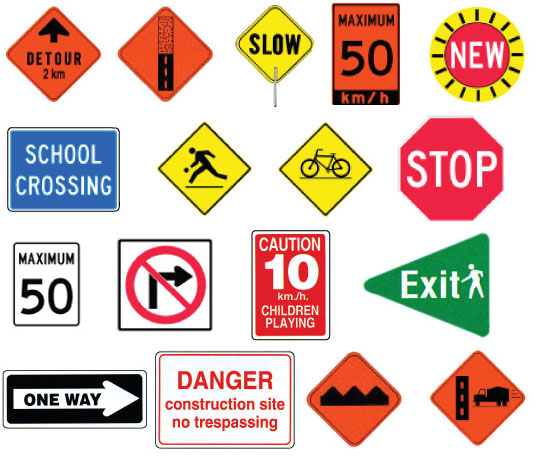 DETOUR
2 km
SLOW
MAXIMUM
50
km/h
NEW
SCHOOL
CROSSING
STOP
MAXIMUM
50
CAUTION
10
km./h.
CHILDREN
PLAYING
Exit
ONE WAY
DANGER
construction site
no trespassing